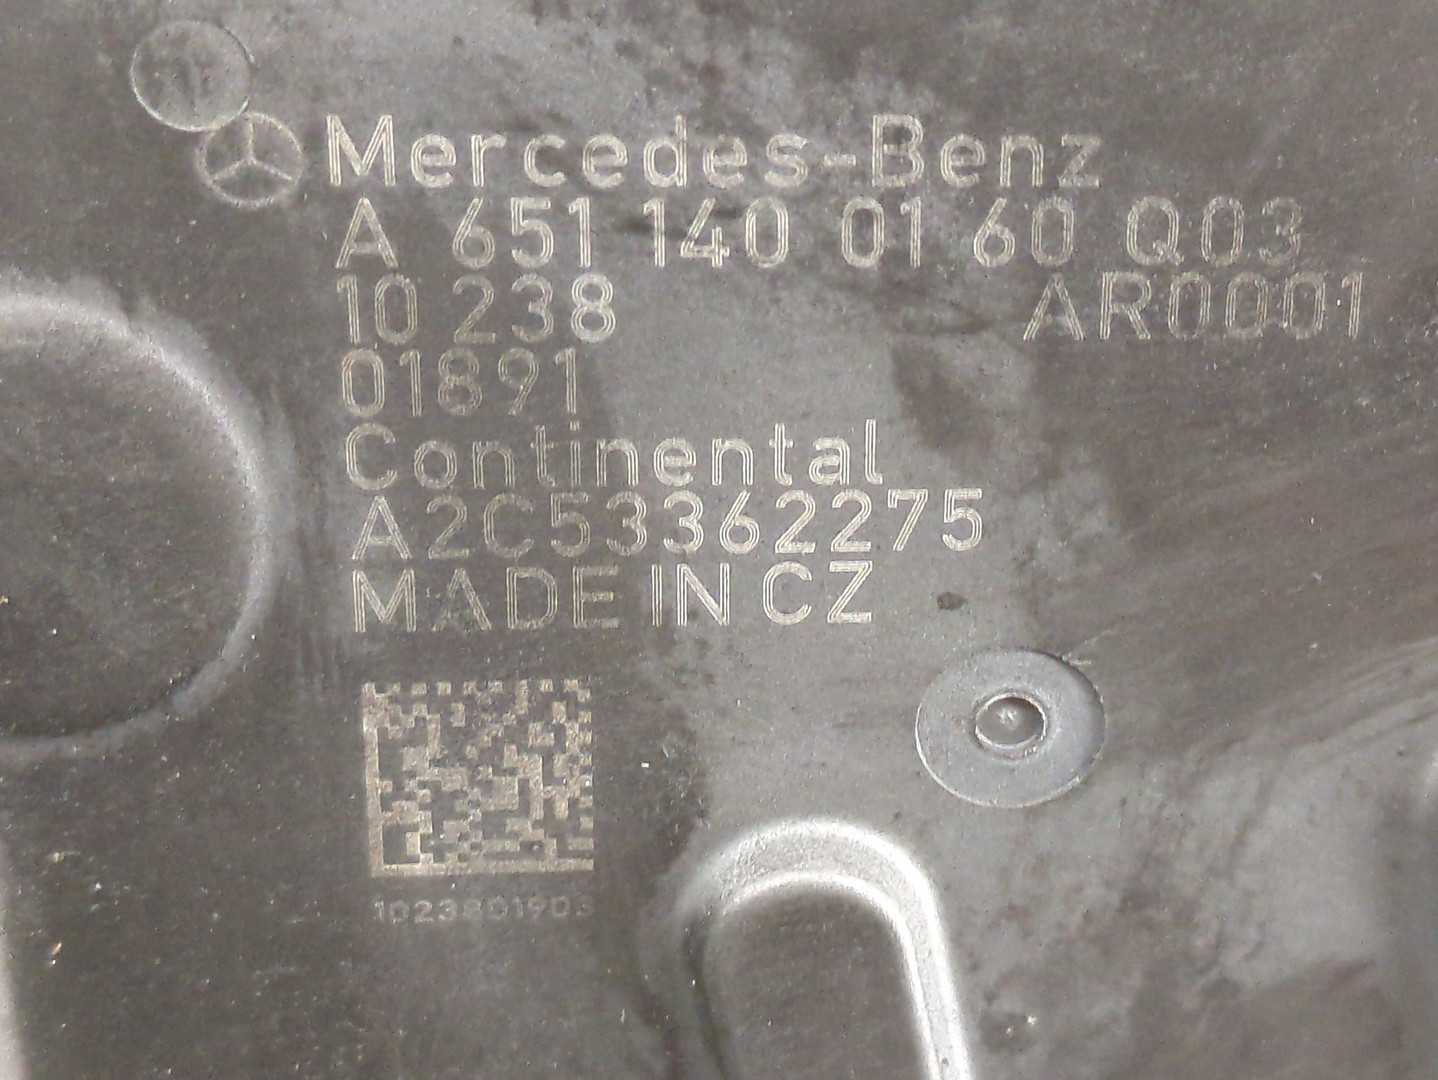 Mercedes-Benz
A 651 140 01 60 Q03
10 238 AR0001
01891
Continental
A2C53362275
MADE IN CZ
1023801903